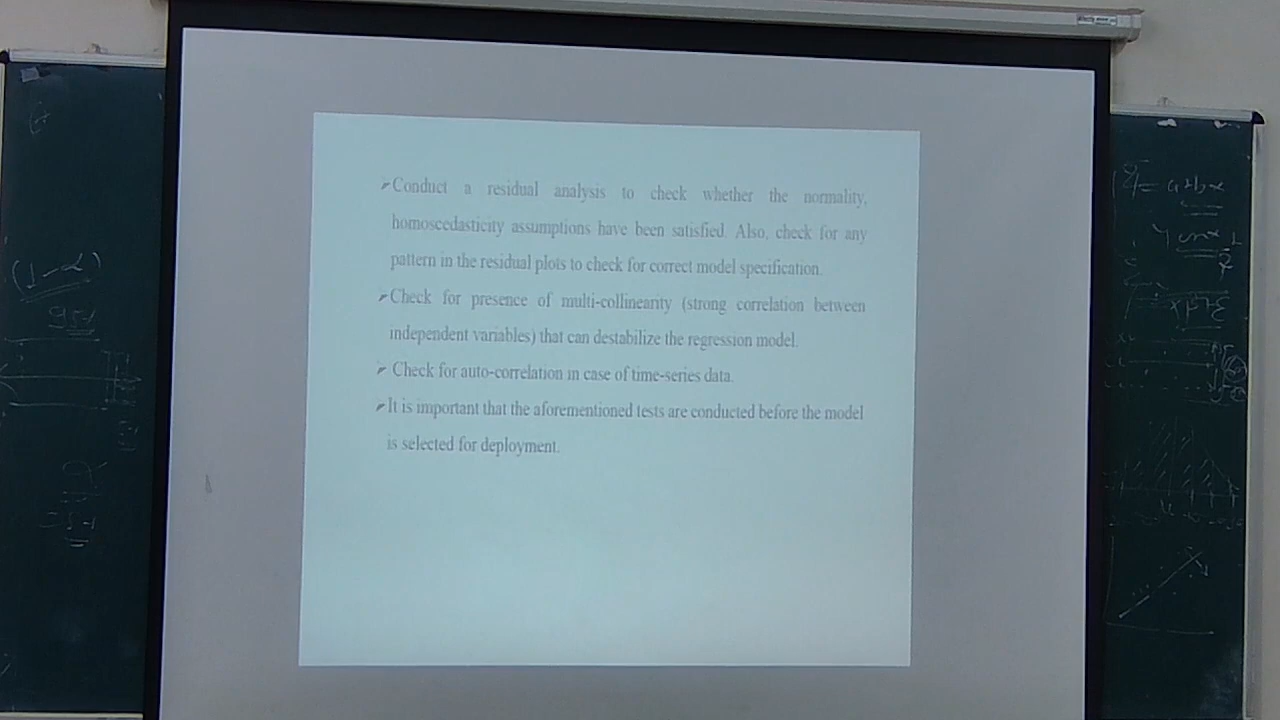 ➢Conduct a residual analysis to check whether the normality,
homoscedasticity assumptions have been satisfied. Also, check for any
pattern in the residual plots to check for correct model specification.
➢Check for presence of multi-collinearity (strong correlation between
independent variables) that can destabilize the regression model.
➢ Check for auto-correlation in case of time-series data.
➢It is important that the aforementioned tests are conducted before the model
is selected for deployment.
(1-α)
95%
= a+bx